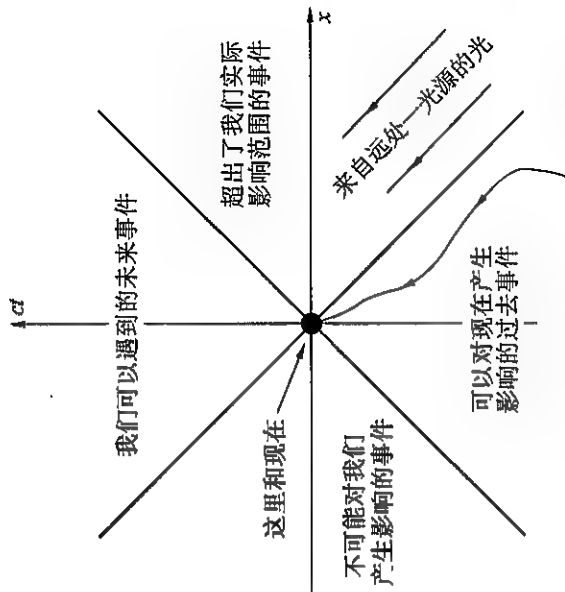 ct
我们可以遇到的未来事件
超出了我们实际
影响范围的事件
x
这里和现在
来自远处一光源的光
不可能对我们
产生影响的事件
可以对现在产生
影响的过去事件